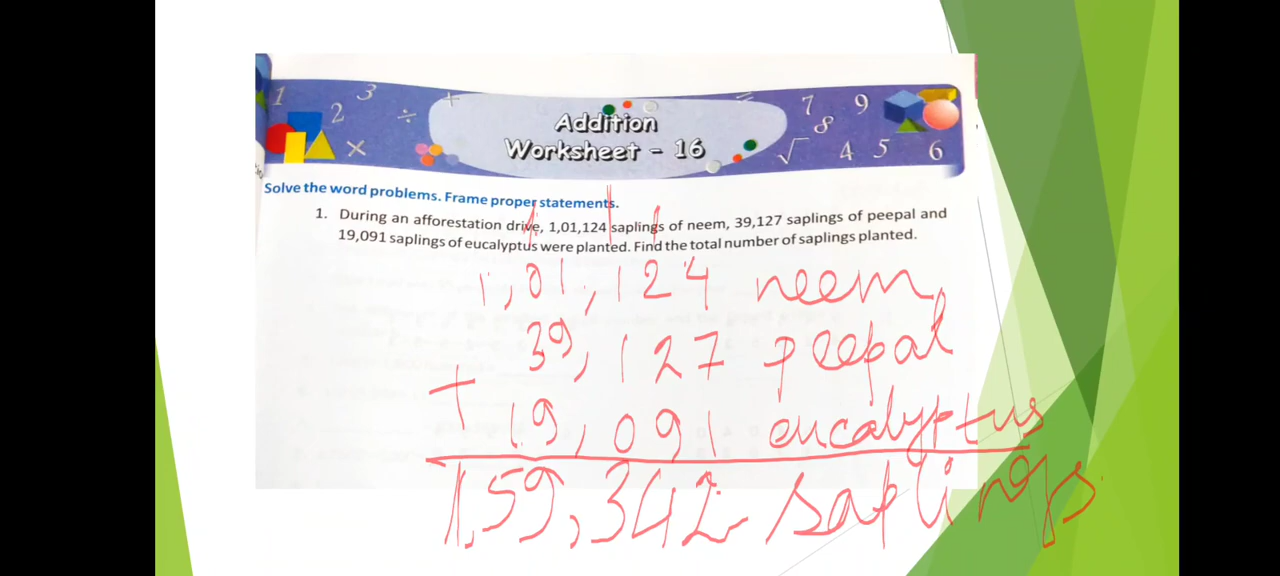 1 2 3 ÷ + × = 7 8 9 √ 4 5 6
Addition
Worksheet - 16
Solve the word problems. Frame proper statements.
1. During an afforestation drive, 1,01,124 saplings of neem, 39,127 saplings of peepal and
19,091 saplings of eucalyptus were planted. Find the total number of saplings planted.
1,01,124 neem
39,127 peepal
+ 19,091 eucalyptus
1,59,342 saplings